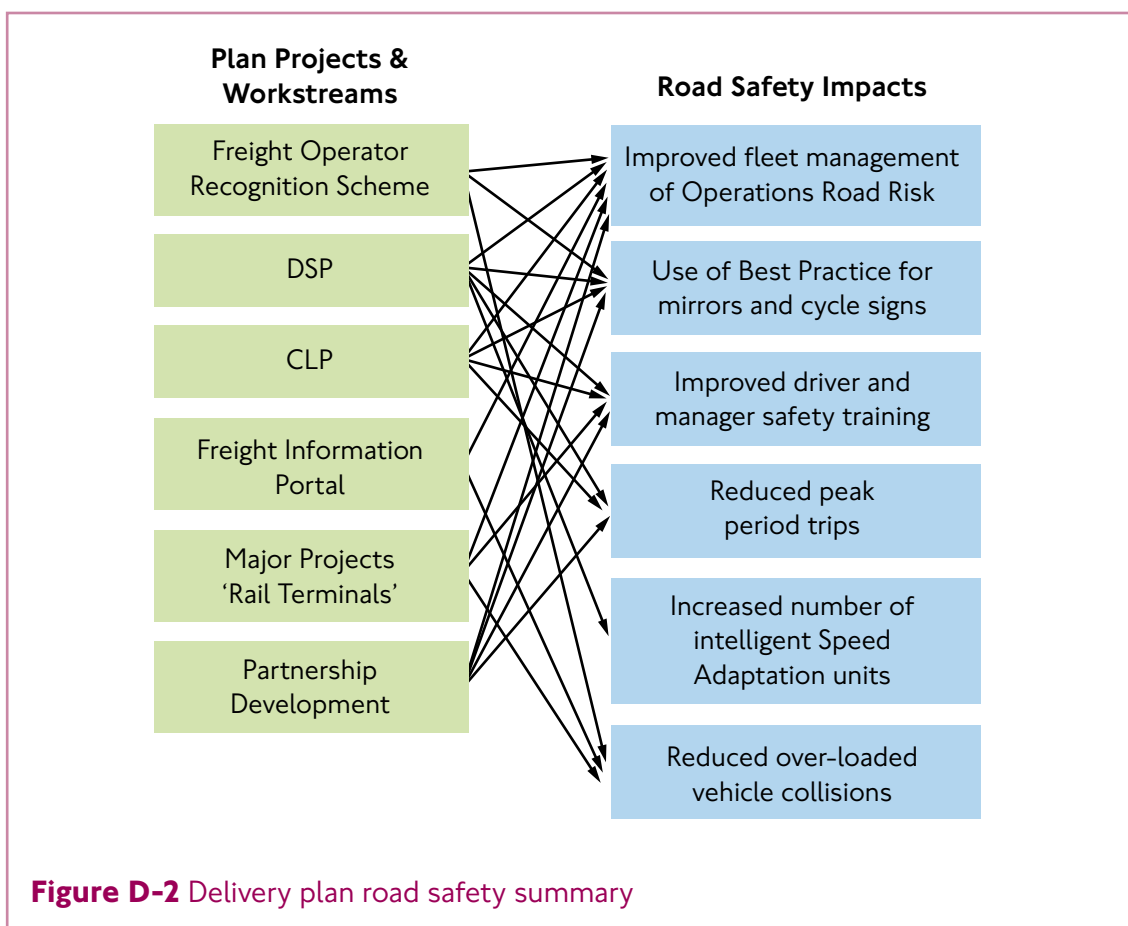 Plan Projects &
Workstreams
Freight Operator
Recognition Scheme
DSP
CLP
Freight Information
Portal
Major Projects
‘Rail Terminals’
Partnership
Development
Road Safety Impacts
Improved fleet management
of Operations Road Risk
Use of Best Practice for
mirrors and cycle signs
Improved driver and
manager safety training
Reduced peak
period trips
Increased number of
intelligent Speed
Adaptation units
Reduced over-loaded
vehicle collisions
Figure D-2 Delivery plan road safety summary